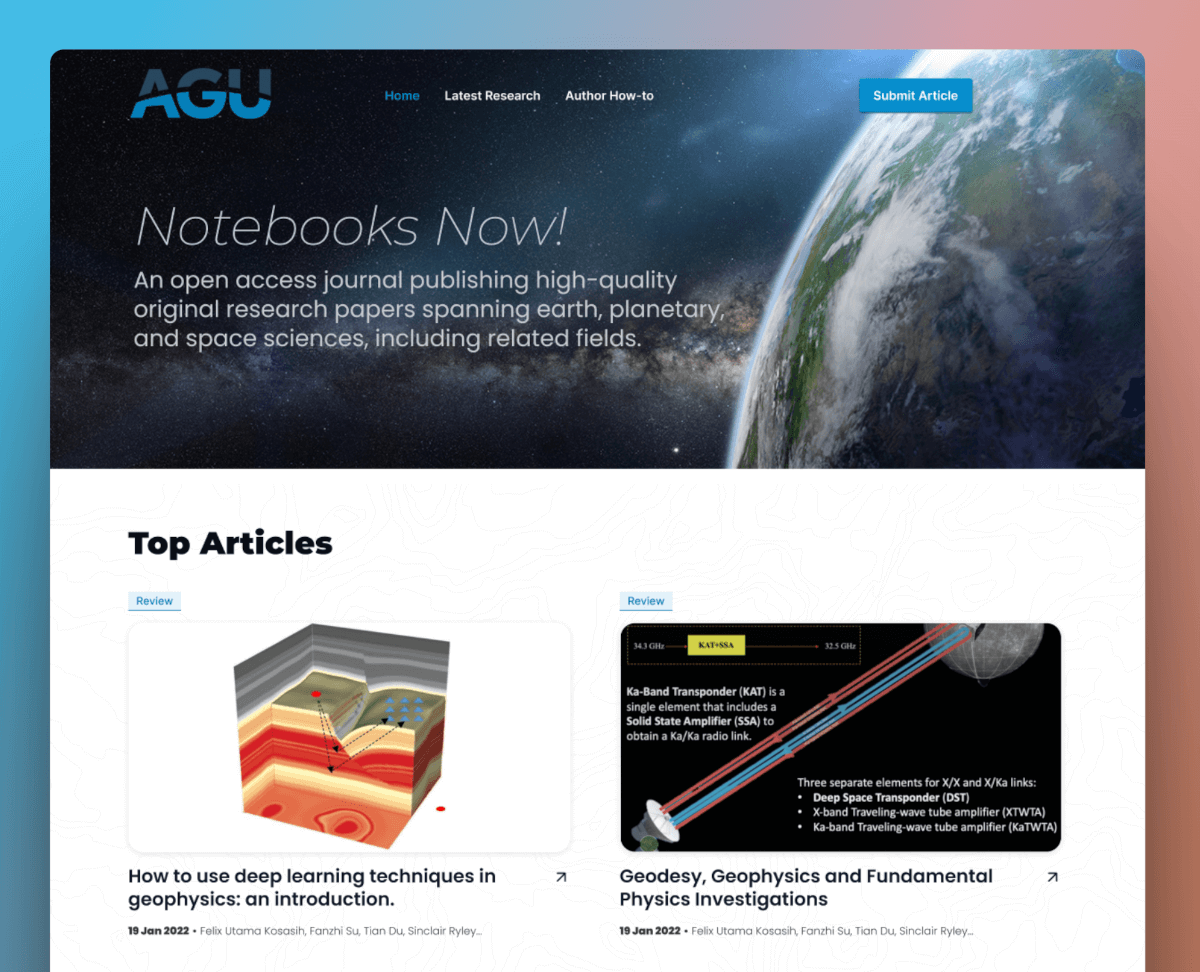 AGU
Home
Latest Research
Author How-to
Submit Article
Notebooks Now!
An open access journal publishing high-quality
original research papers spanning earth, planetary,
and space sciences, including related fields.
Top Articles
Review
How to use deep learning techniques in
geophysics: an introduction.
19 Jan 2022 • Felix Utama Kosasih, Fanzhi Su, Tian Du, Sinclair Ryley...
Review
34.3 GHz
KAT+SSA
32.5 GHz
Ka-Band Transponder (KAT) is a
single element that includes a
Solid State Amplifier (SSA) to
obtain a Ka/Ka radio link.
Three separate elements for X/X and X/Ka links:
• Deep Space Transponder (DST)
• X-band Traveling-wave tube amplifier (XTWTA)
• Ka-band Traveling-wave tube amplifier (KaTWTA)
Geodesy, Geophysics and Fundamental
Physics Investigations
19 Jan 2022 • Felix Utama Kosasih, Fanzhi Su, Tian Du, Sinclair Ryley...